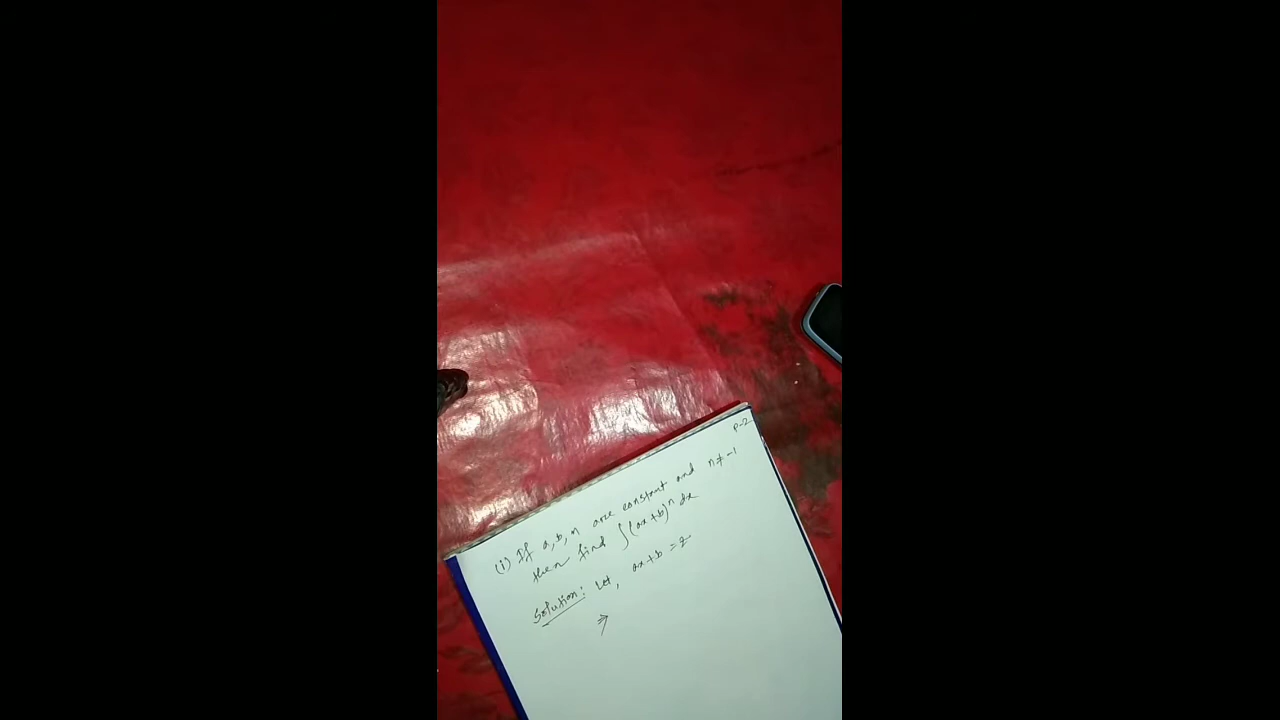 P-2
(i) If a, b, n are constant and n ≠ -1
then find ∫(ax+b)ⁿ dx
Solution: Let, ax+b = z
⇒